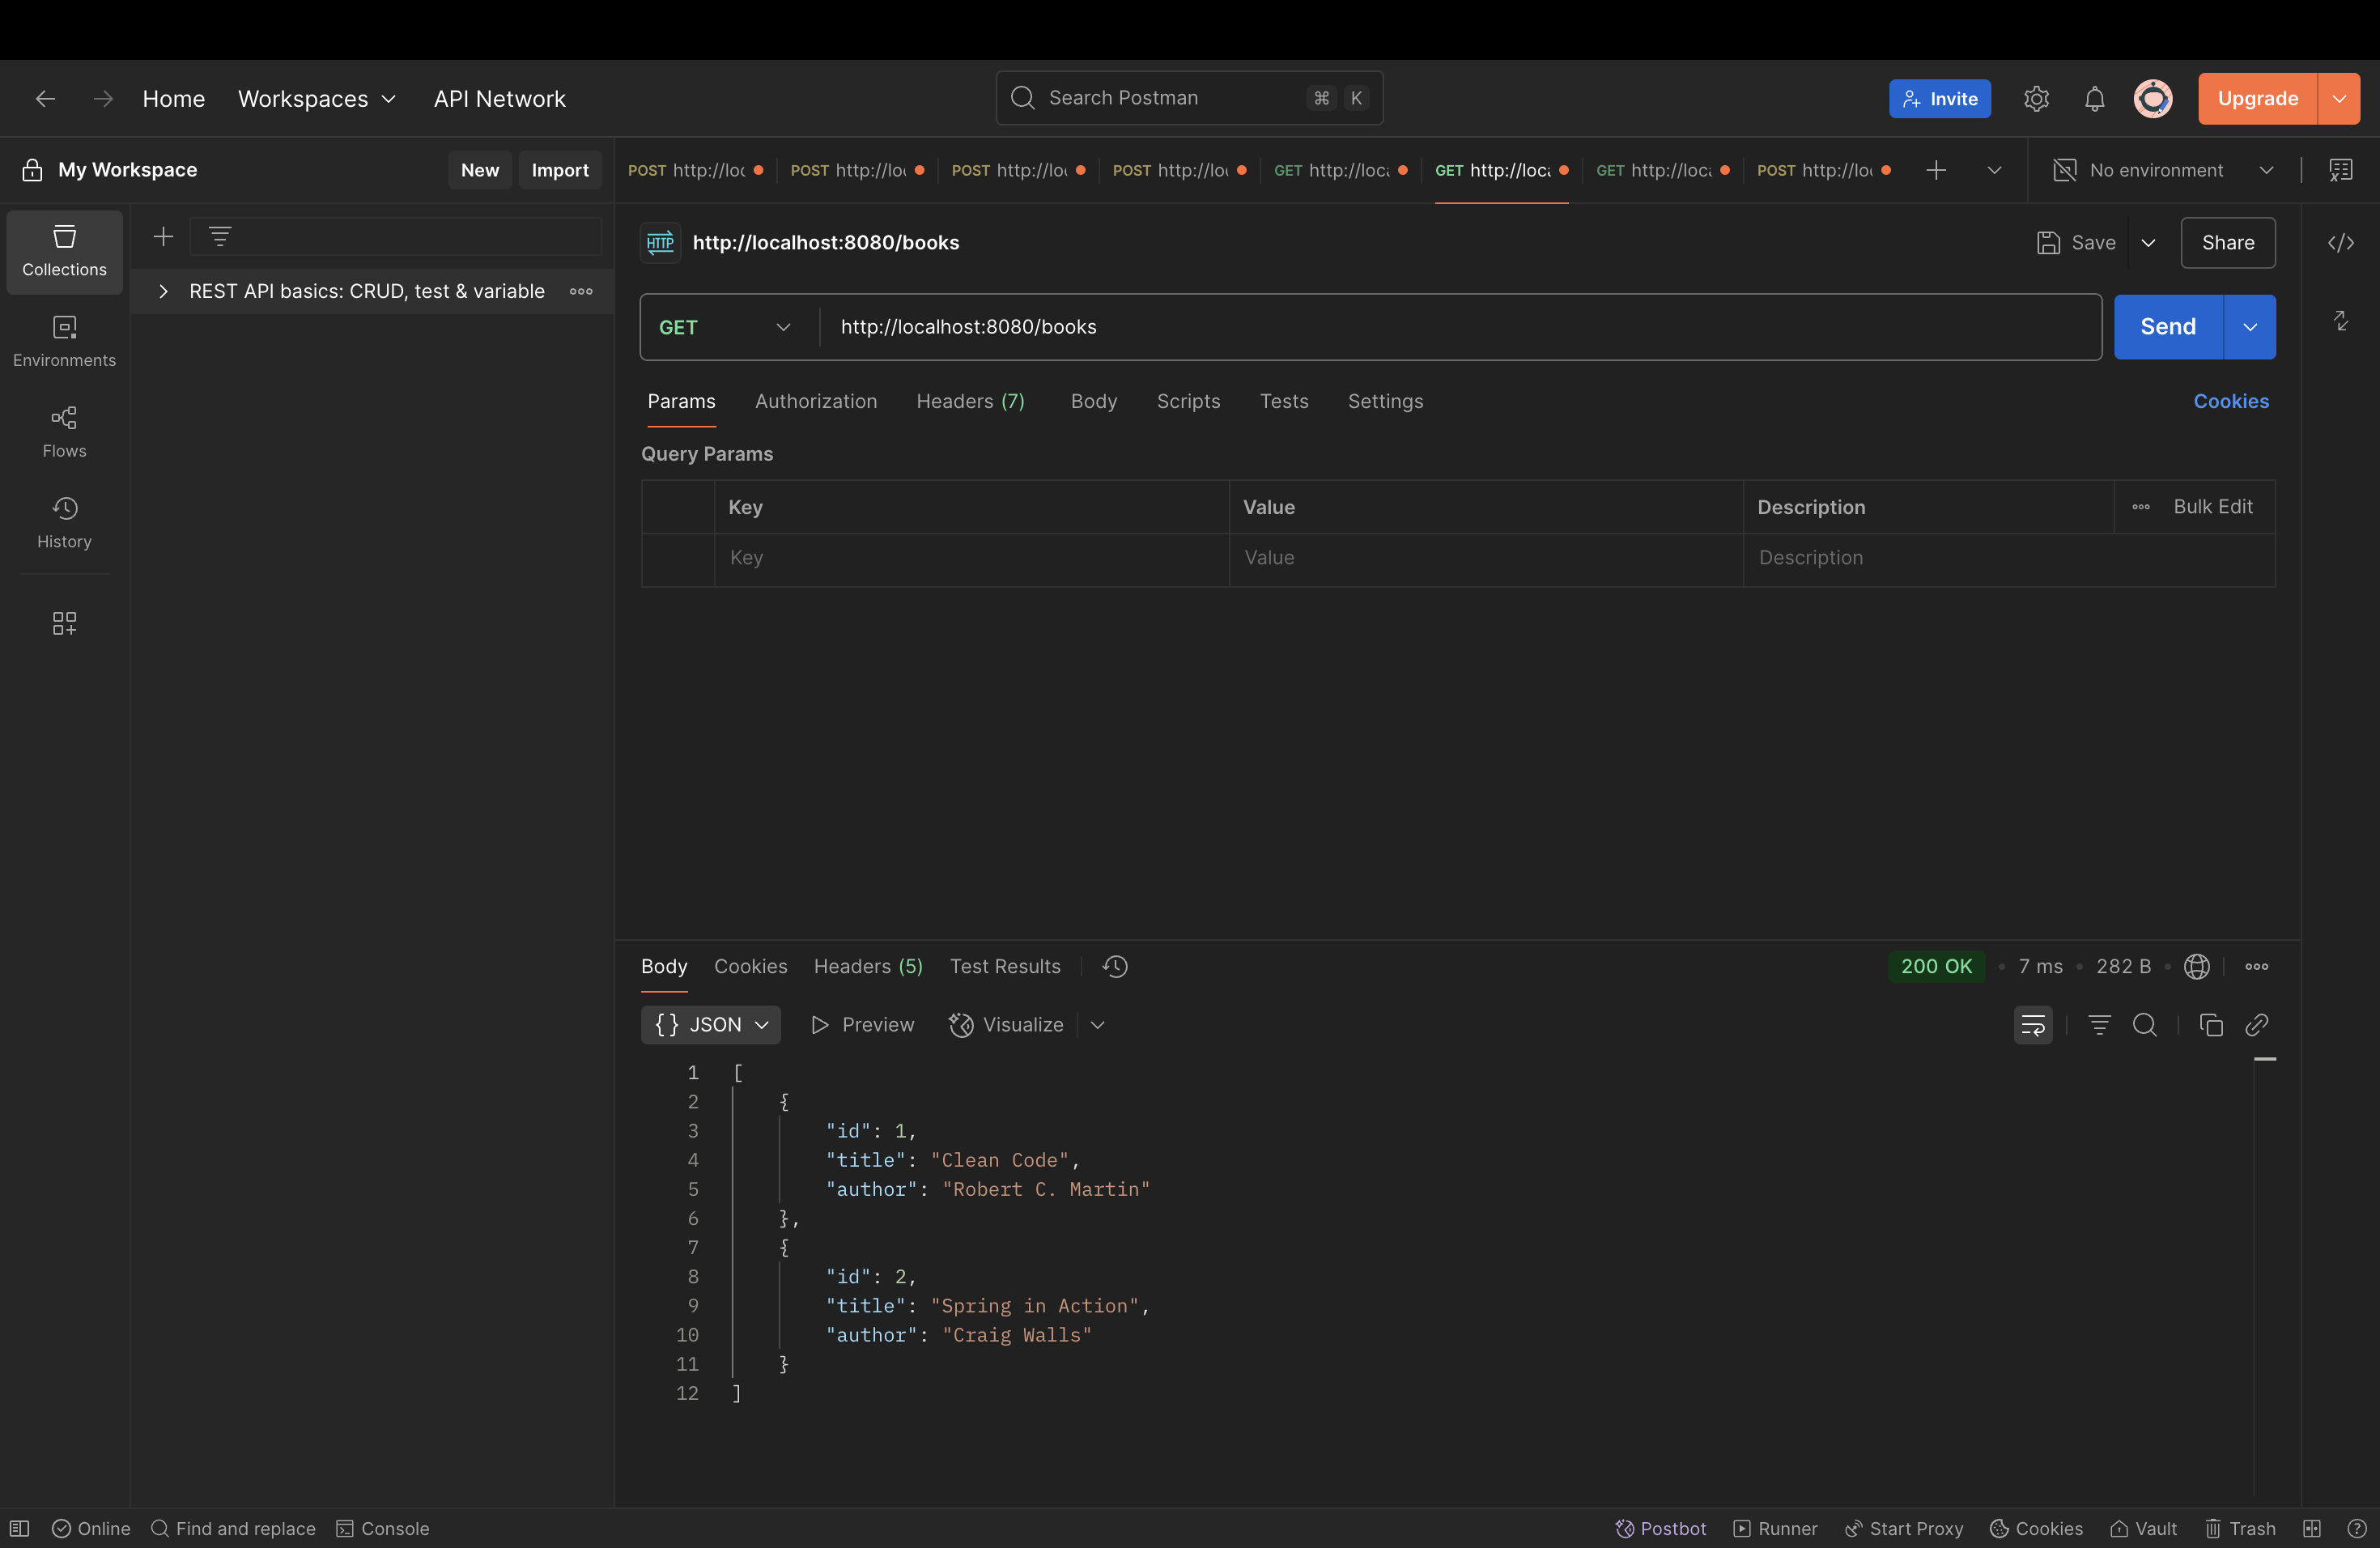 Home Workspaces API Network
Search Postman ⌘ K
Invite Upgrade
My Workspace New Import
POST http://loc POST http://lo POST http://lo POST http://lo GET http://loc GET http://loc GET http://loc POST http://lo No environment
Collections
Environments
Flows
History
REST API basics: CRUD, test & variable
HTTP http://localhost:8080/books Save Share
GET http://localhost:8080/books Send
Params Authorization Headers (7) Body Scripts Tests Settings Cookies
Query Params
Key Value Description Bulk Edit
Key Value Description
Body Cookies Headers (5) Test Results 200 OK • 7 ms • 282 B •
{} JSON Preview Visualize
1 [
2 {
3 "id": 1,
4 "title": "Clean Code",
5 "author": "Robert C. Martin"
6 },
7 {
8 "id": 2,
9 "title": "Spring in Action",
10 "author": "Craig Walls"
11 }
12 ]
Online Find and replace Console Postbot Runner Start Proxy Cookies Vault Trash